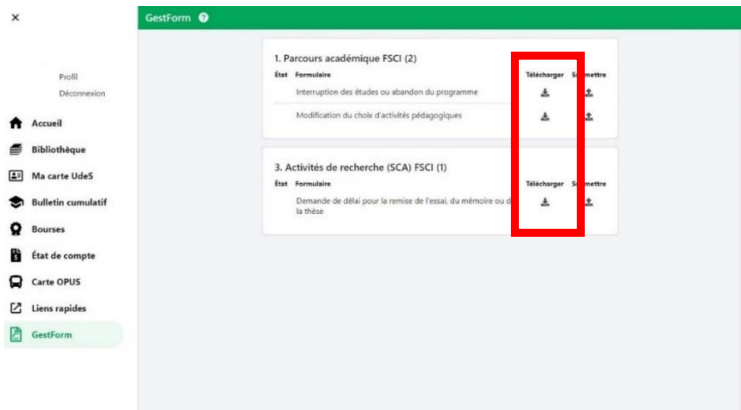 GestForm ?
Profil
Déconnexion
Accueil
Bibliothèque
Ma carte UdeS
Bulletin cumulatif
Bourses
État de compte
Carte OPUS
Liens rapides
GestForm
1. Parcours académique FSCI (2)
État Formulaire Télécharger
Interruption des études ou abandon du programme
Modification du choix d'activités pédagogiques
3. Activités de recherche (SCA) FSCI (1)
État Formulaire Télécharger
Demande de délai pour la remise de l'essai, du mémoire ou
la thèse